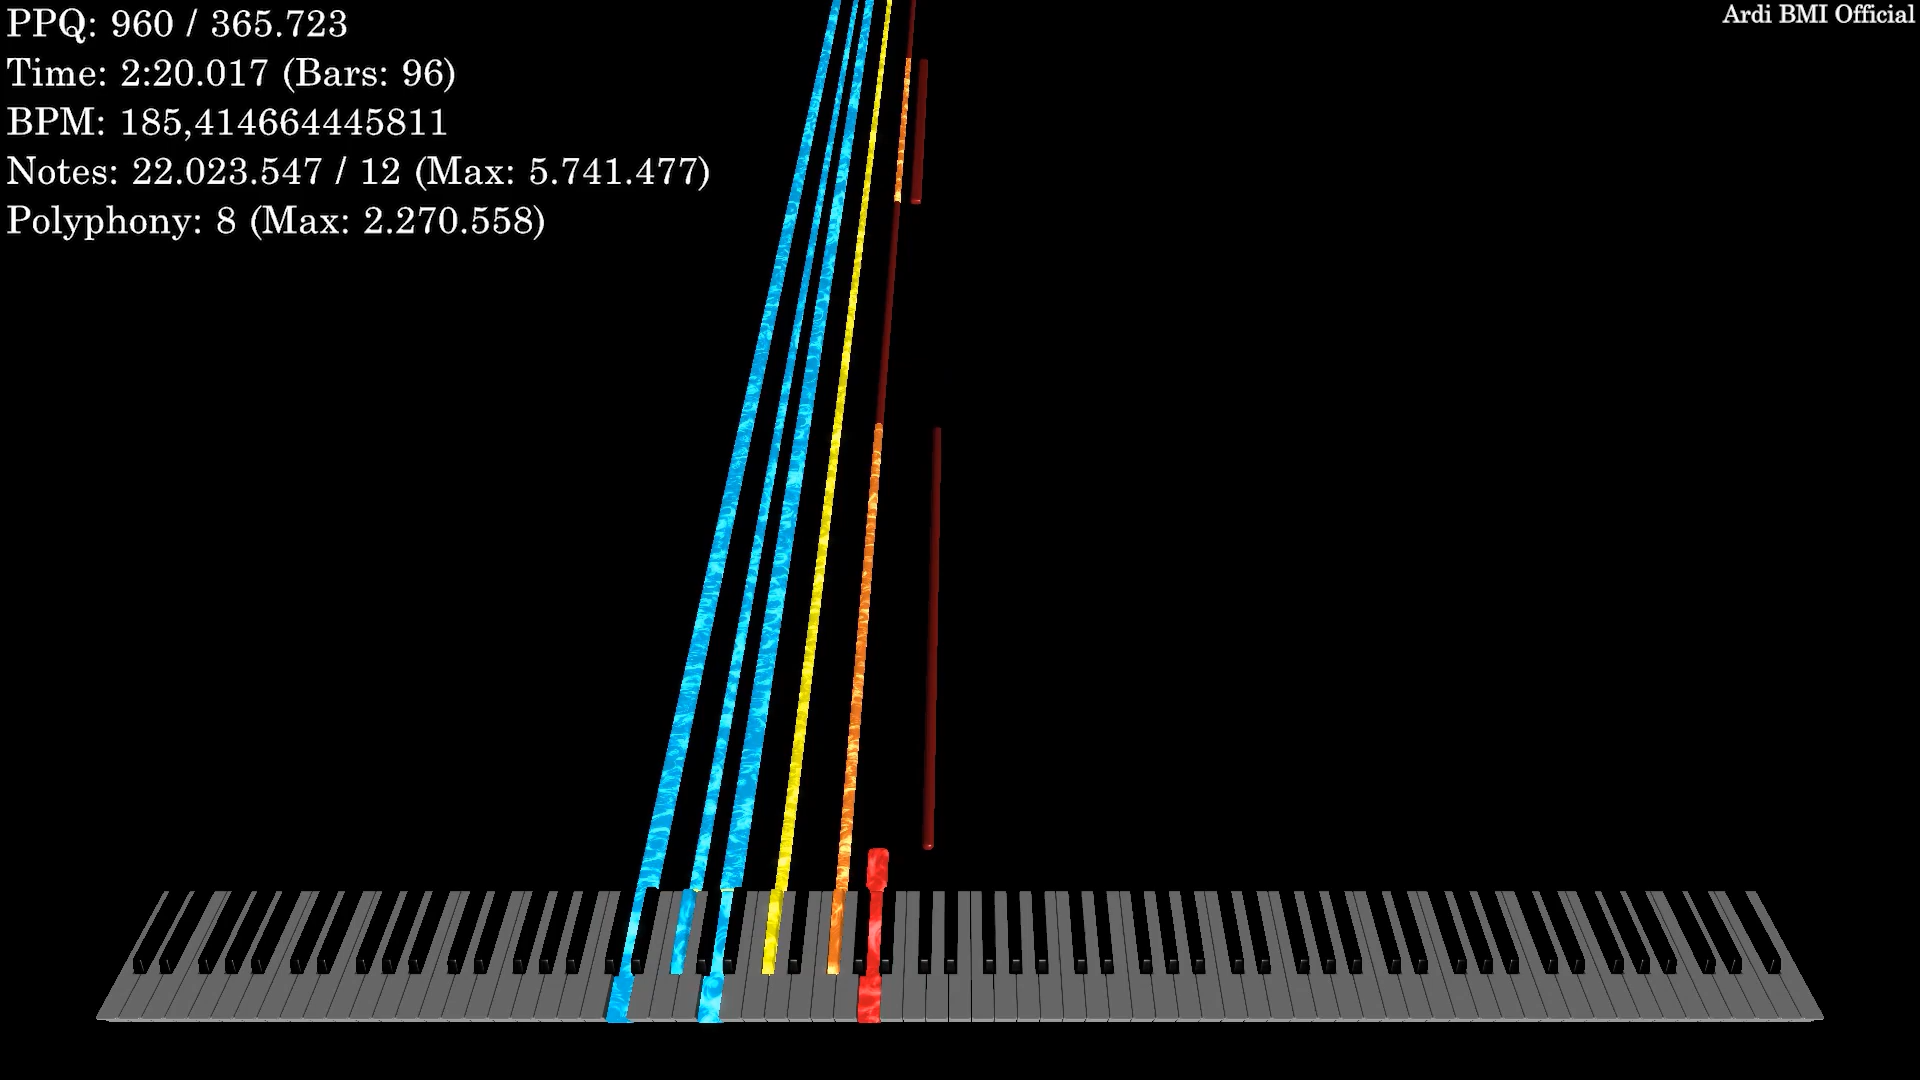 PPQ: 960 / 365.723
Time: 2:20.017 (Bars: 96)
BPM: 185,414664445811
Notes: 22.023.547 / 12 (Max: 5.741.477)
Polyphony: 8 (Max: 2.270.558)
Ardi BMI Official